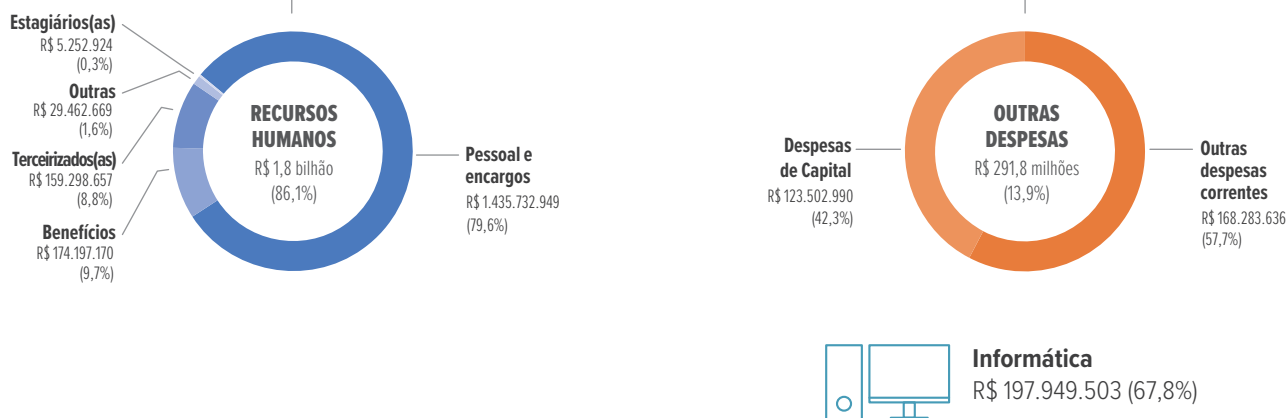 Estagiários(as)
R$ 5.252.924
(0,3%)
Outras
R$ 29.462.669
(1,6%)
Terceirizados(as)
R$ 159.298.657
(8,8%)
Benefícios
R$ 174.197.170
(9,7%)
RECURSOS
HUMANOS
R$ 1,8 bilhão
(86,1%)
Pessoal e
encargos
R$ 1.435.732.949
(79,6%)
Despesas
de Capital
R$ 123.502.990
(42,3%)
OUTRAS
DESPESAS
R$ 291,8 milhões
(13,9%)
Outras
despesas
correntes
R$ 168.283.636
(57,7%)
Informática
R$ 197.949.503 (67,8%)